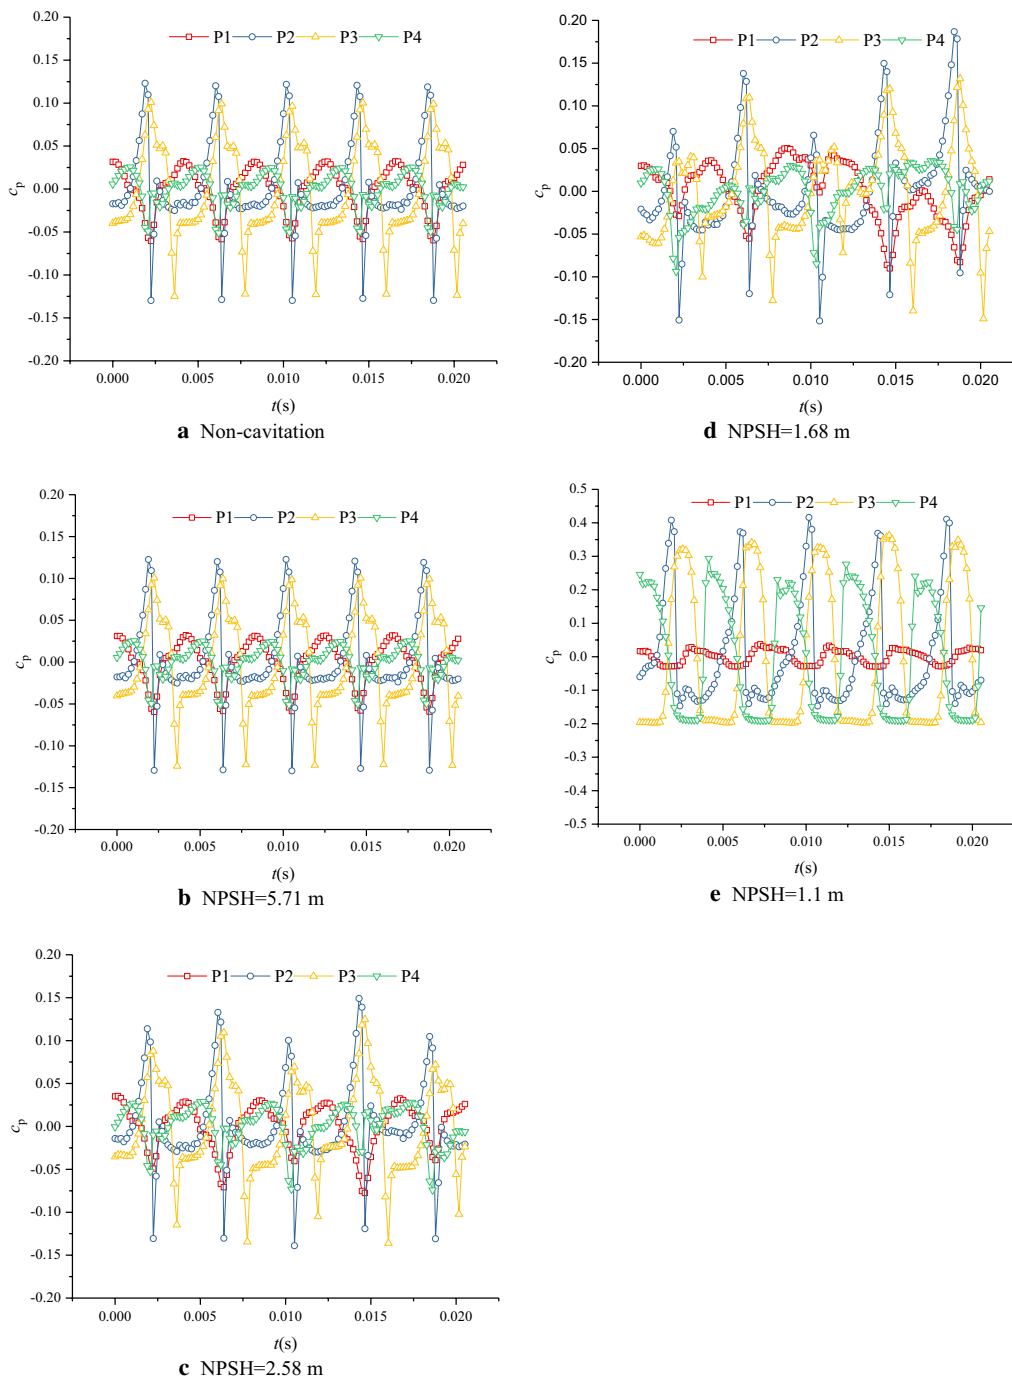 0.20
P1 P2 P3 P4
0.15
0.10
0.05
0.00
-0.05
-0.10
-0.15
-0.20
cp
0.000 0.005 0.010 0.015 0.020
t(s)
a Non-cavitation
0.20
P1 P2 P3 P4
0.15
0.10
0.05
0.00
-0.05
-0.10
-0.15
-0.20
cp
0.000 0.005 0.010 0.015 0.020
t(s)
d NPSH=1.68 m
0.20
P1 P2 P3 P4
0.15
0.10
0.05
0.00
-0.05
-0.10
-0.15
-0.20
cp
0.000 0.005 0.010 0.015 0.020
t(s)
b NPSH=5.71 m
0.5
P1 P2 P3 P4
0.4
0.3
0.2
0.1
0.0
-0.1
-0.2
-0.3
-0.4
-0.5
cp
0.000 0.005 0.010 0.015 0.020
t(s)
e NPSH=1.1 m
0.20
P1 P2 P3 P4
0.15
0.10
0.05
0.00
-0.05
-0.10
-0.15
-0.20
cp
0.000 0.005 0.010 0.015 0.020
t(s)
c NPSH=2.58 m